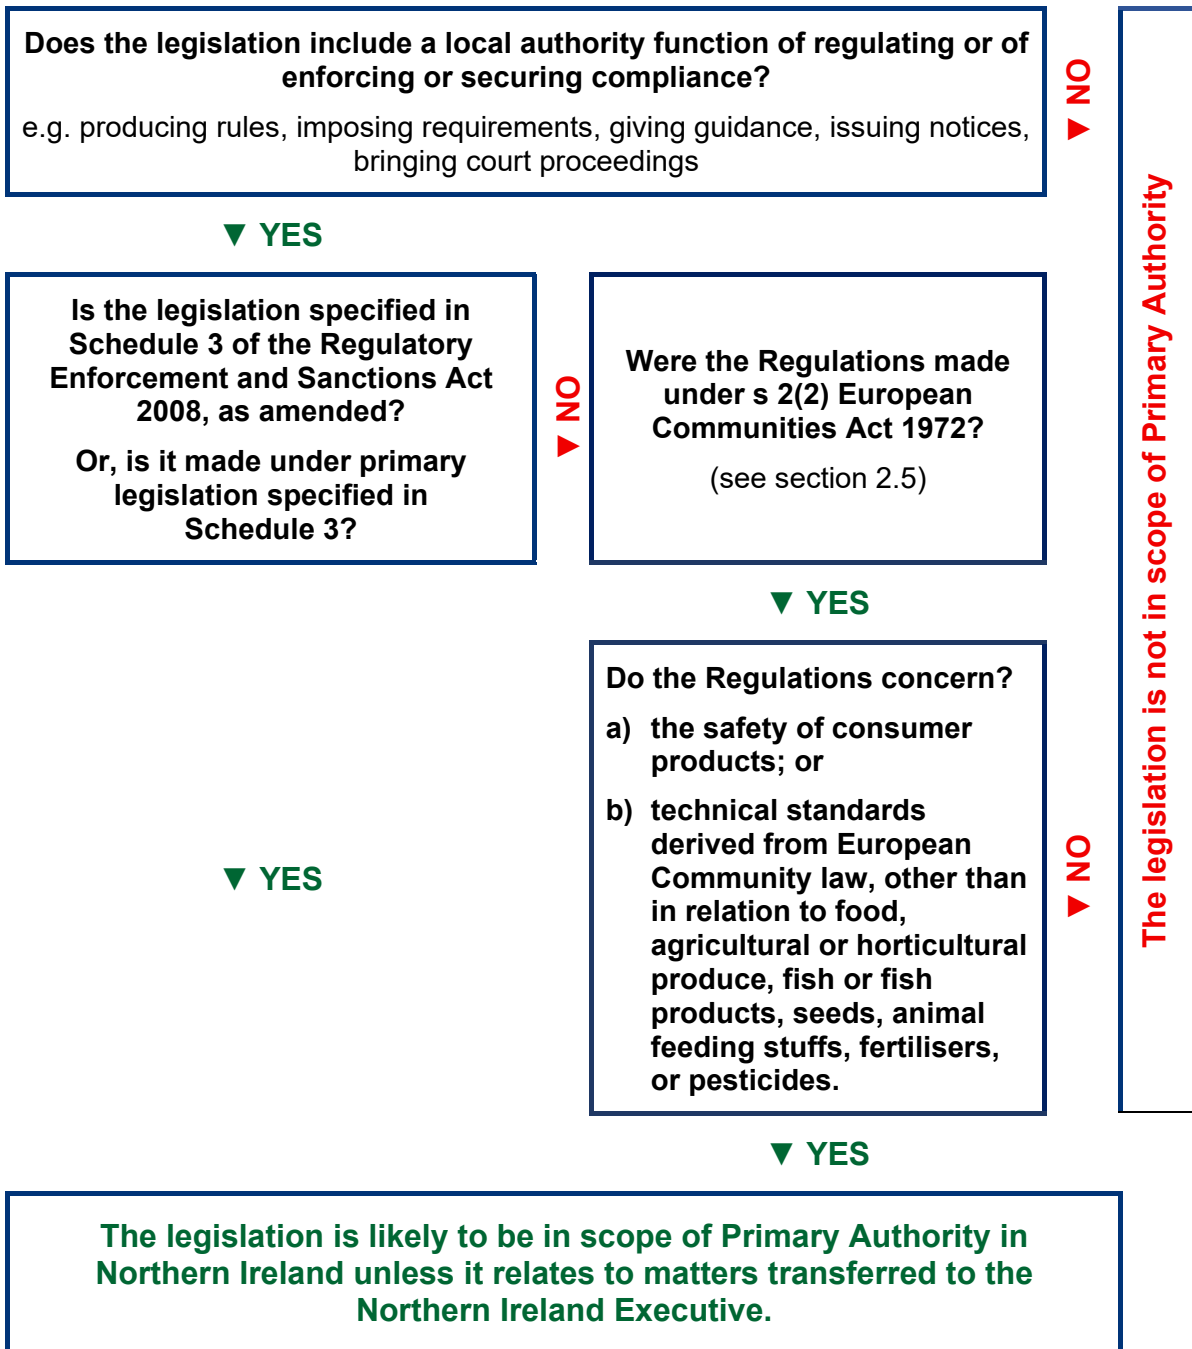 Does the legislation include a local authority function of regulating or of
enforcing or securing compliance?
e.g. producing rules, imposing requirements, giving guidance, issuing notices,
bringing court proceedings
▼ NO
▼ YES
Is the legislation specified in
Schedule 3 of the Regulatory
Enforcement and Sanctions Act
2008, as amended?
Or, is it made under primary
legislation specified in
Schedule 3?
▼ NO
Were the Regulations made
under s 2(2) European
Communities Act 1972?
(see section 2.5)
▼ YES
Do the Regulations concern?
a) the safety of consumer
products; or
b) technical standards
derived from European
Community law, other than
in relation to food,
agricultural or horticultural
produce, fish or fish
products, seeds, animal
feeding stuffs, fertilisers,
or pesticides.
▼ NO
▼ YES
▼ YES
The legislation is not in scope of Primary Authority
The legislation is likely to be in scope of Primary Authority in
Northern Ireland unless it relates to matters transferred to the
Northern Ireland Executive.